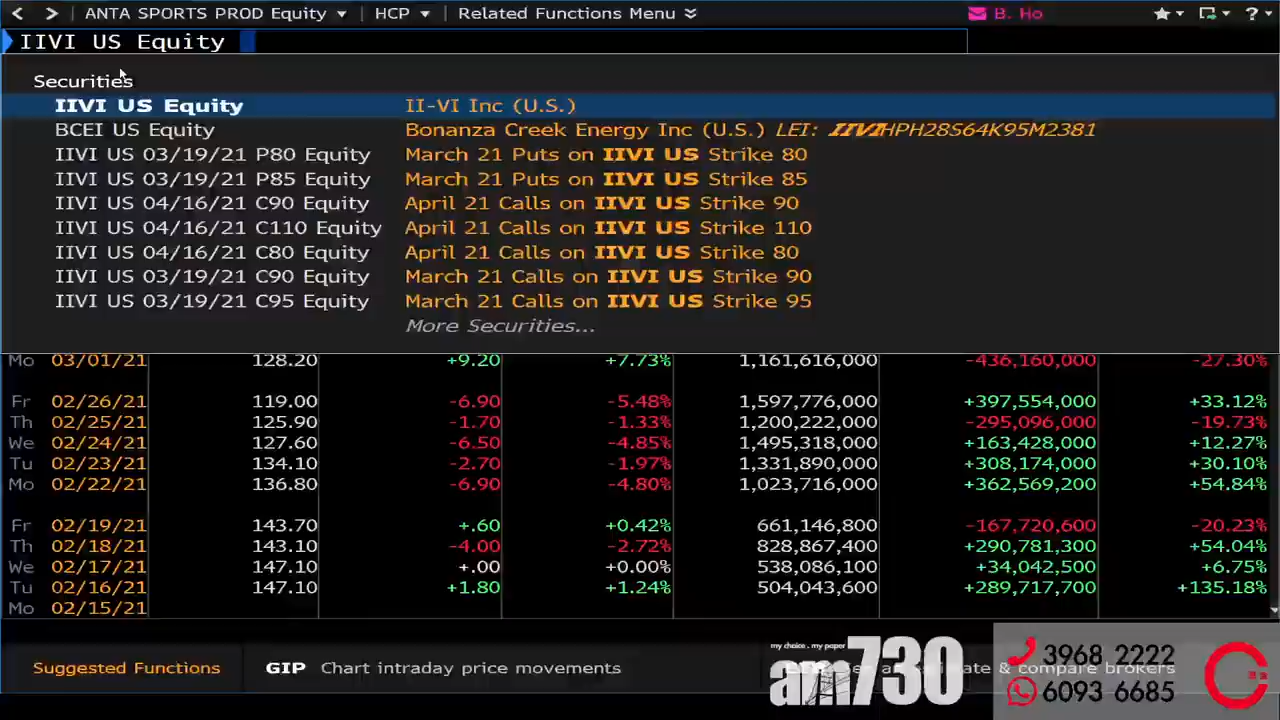 ANTA SPORTS PROD Equity HCP Related Functions Menu B. Ho ?
IIVI US Equity
Securities
IIVI US Equity II-VI Inc (U.S.)
BCEI US Equity Bonanza Creek Energy Inc (U.S.) LEI: IIVIHPH28S64K95M2381
IIVI US 03/19/21 P80 Equity March 21 Puts on IIVI US Strike 80
IIVI US 03/19/21 P85 Equity March 21 Puts on IIVI US Strike 85
IIVI US 04/16/21 C90 Equity April 21 Calls on IIVI US Strike 90
IIVI US 04/16/21 C110 Equity April 21 Calls on IIVI US Strike 110
IIVI US 04/16/21 C80 Equity April 21 Calls on IIVI US Strike 80
IIVI US 03/19/21 C90 Equity March 21 Calls on IIVI US Strike 90
IIVI US 03/19/21 C95 Equity March 21 Calls on IIVI US Strike 95
More Securities...
Mo 03/01/21 128.20 +9.20 +7.73% 1,161,616,000 -436,160,000 -27.30%
Fr 02/26/21 119.00 -6.90 -5.48% 1,597,776,000 +397,554,000 +33.12%
Th 02/25/21 125.90 -1.70 -1.33% 1,200,222,000 -295,096,000 -19.73%
We 02/24/21 127.60 -6.50 -4.85% 1,495,318,000 +163,428,000 +12.27%
Tu 02/23/21 134.10 -2.70 -1.97% 1,331,890,000 +308,174,000 +30.10%
Mo 02/22/21 136.80 -6.90 -4.80% 1,023,716,000 +362,569,200 +54.84%
Fr 02/19/21 143.70 +.60 +0.42% 661,146,800 -167,720,600 -20.23%
Th 02/18/21 143.10 -4.00 -2.72% 828,867,400 +290,781,300 +54.04%
We 02/17/21 147.10 +.00 +0.00% 538,086,100 +34,042,500 +6.75%
Tu 02/16/21 147.10 +1.80 +1.24% 504,043,600 +289,717,700 +135.18%
Mo 02/15/21
my choice . my paper
am730
3968 2222
Suggested Functions GIP Chart intraday price movements & compare brokers
6093 6685